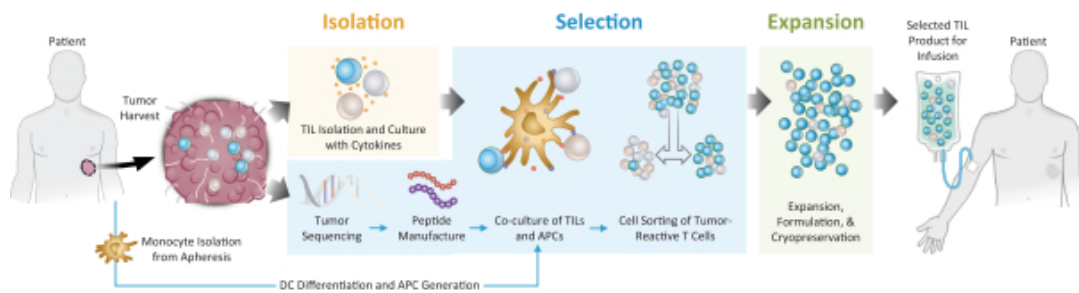 Isolation
Selection
Expansion
Patient
Tumor
Harvest
TIL Isolation and Culture
with Cytokines
Tumor
Sequencing
Peptide
Manufacture
Co-culture of TILs
and APCs
Cell Sorting of Tumor-
Reactive T Cells
Expansion,
Formulation, &
Cryopreservation
Selected TIL
Product for
Infusion
Patient
Monocyte Isolation
from Apheresis
DC Differentiation and APC Generation